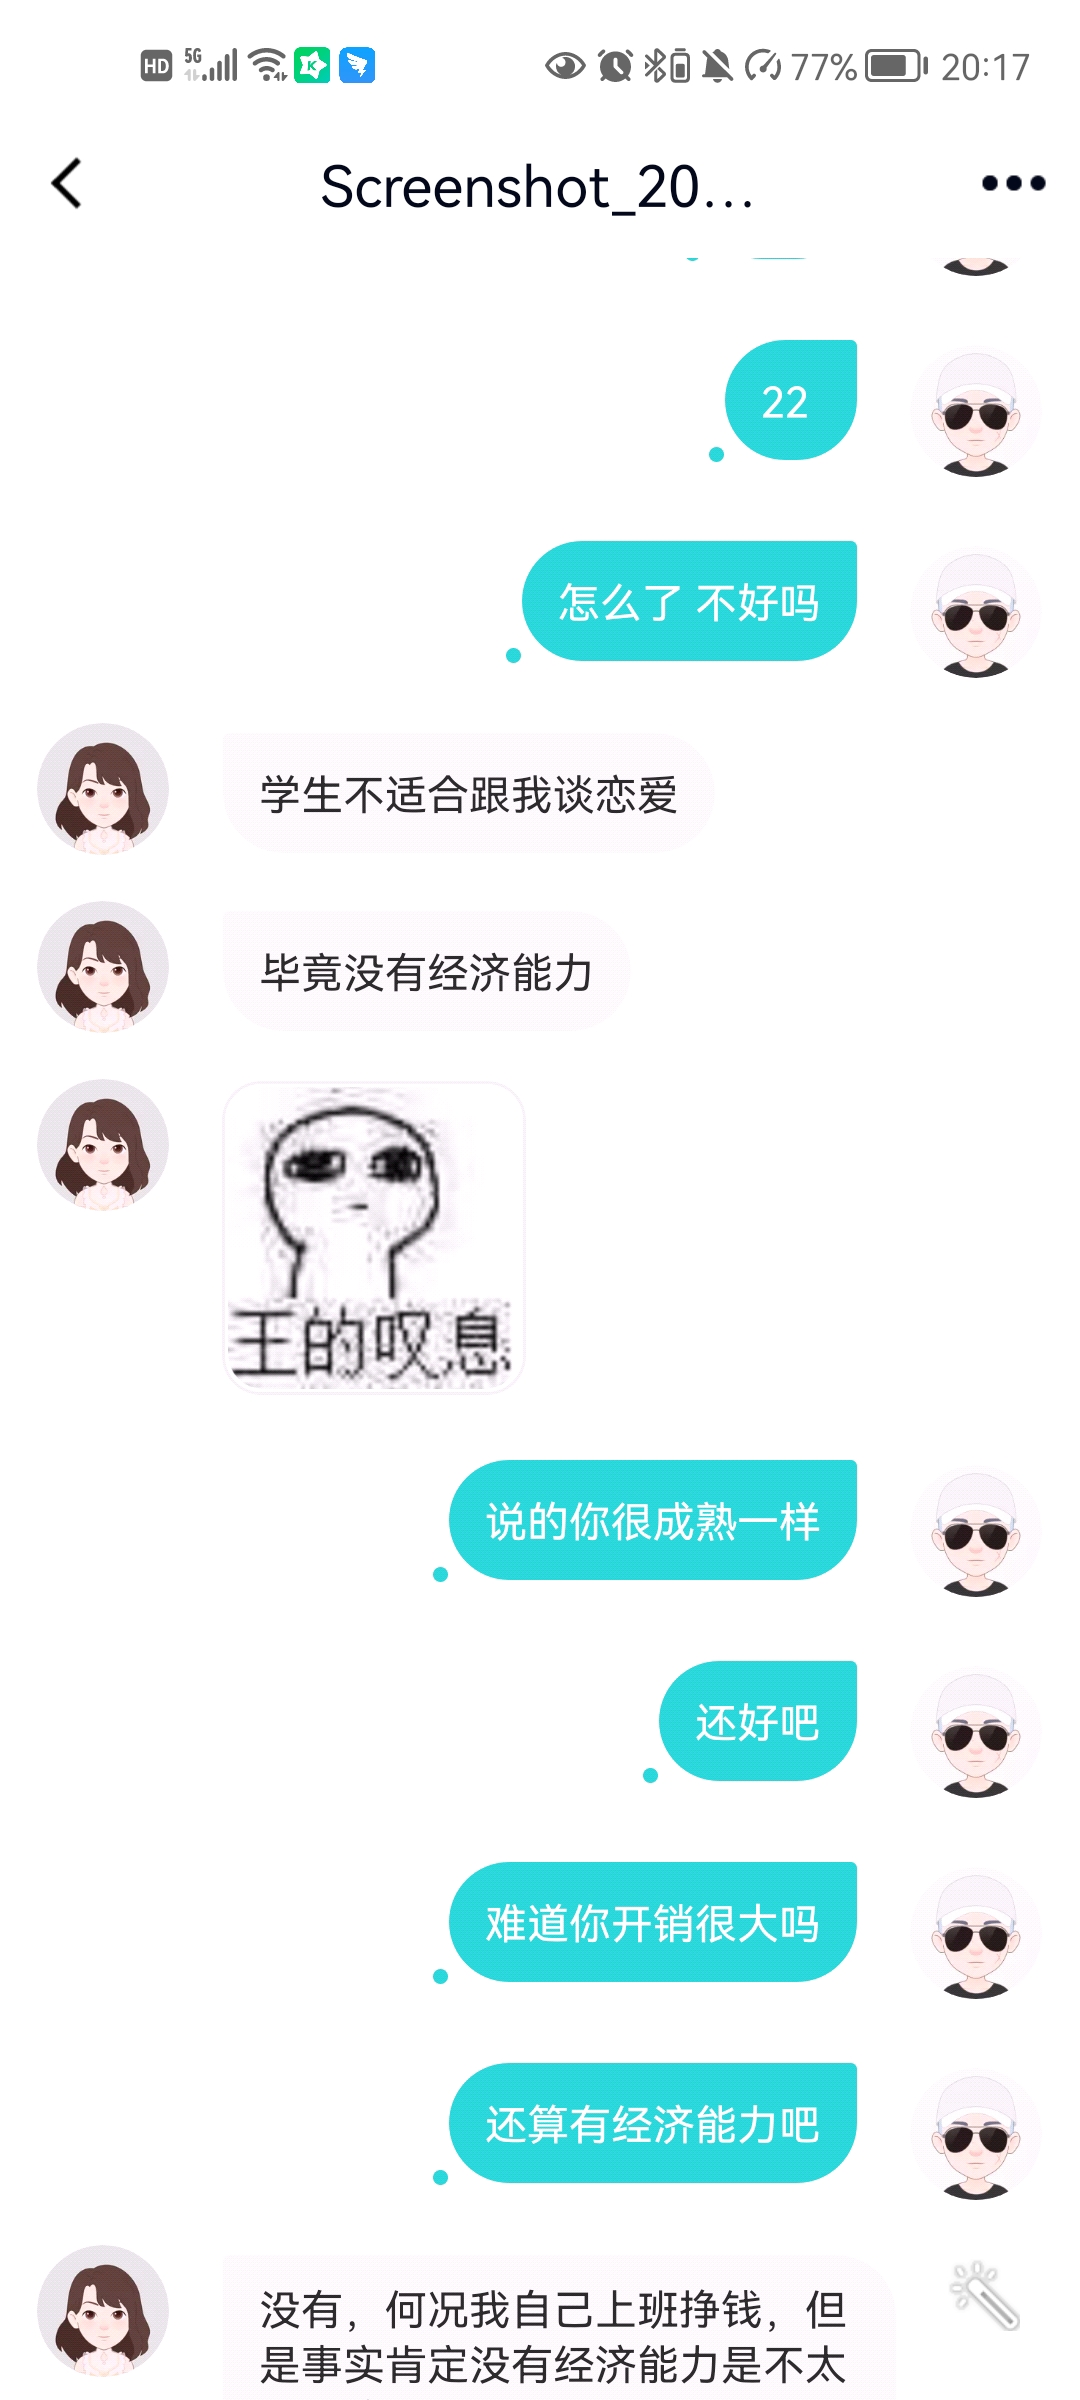 HD 5G 77% 20:17
Screenshot_20...
22
怎么了 不好吗
学生不适合跟我谈恋爱
毕竟没有经济能力
王的叹息
说的你很成熟一样
还好吧
难道你开销很大吗
还算有经济能力吧
没有，何况我自己上班挣钱，但
是事实肯定没有经济能力是不太